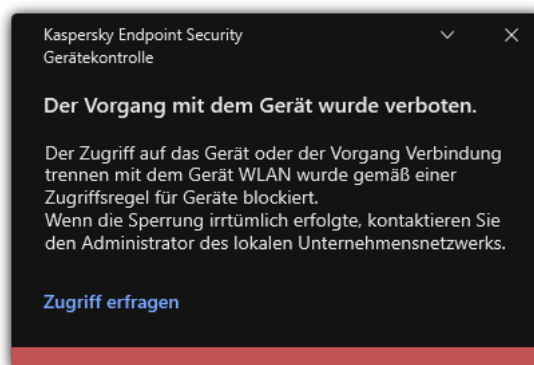 Kaspersky Endpoint Security
Gerätekontrolle
Der Vorgang mit dem Gerät wurde verboten.
Der Zugriff auf das Gerät oder der Vorgang Verbindung
trennen mit dem Gerät WLAN wurde gemäß einer
Zugriffsregel für Geräte blockiert.
Wenn die Sperrung irrtümlich erfolgte, kontaktieren Sie
den Administrator des lokalen Unternehmensnetzwerks.
Zugriff erfragen